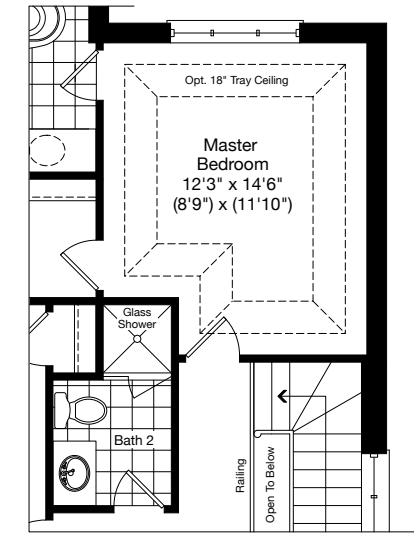 Opt. 18" Tray Ceiling
Master
Bedroom
12'3" x 14'6"
(8'9") x (11'10")
Glass
Shower
Bath 2
Railing
Open To Below